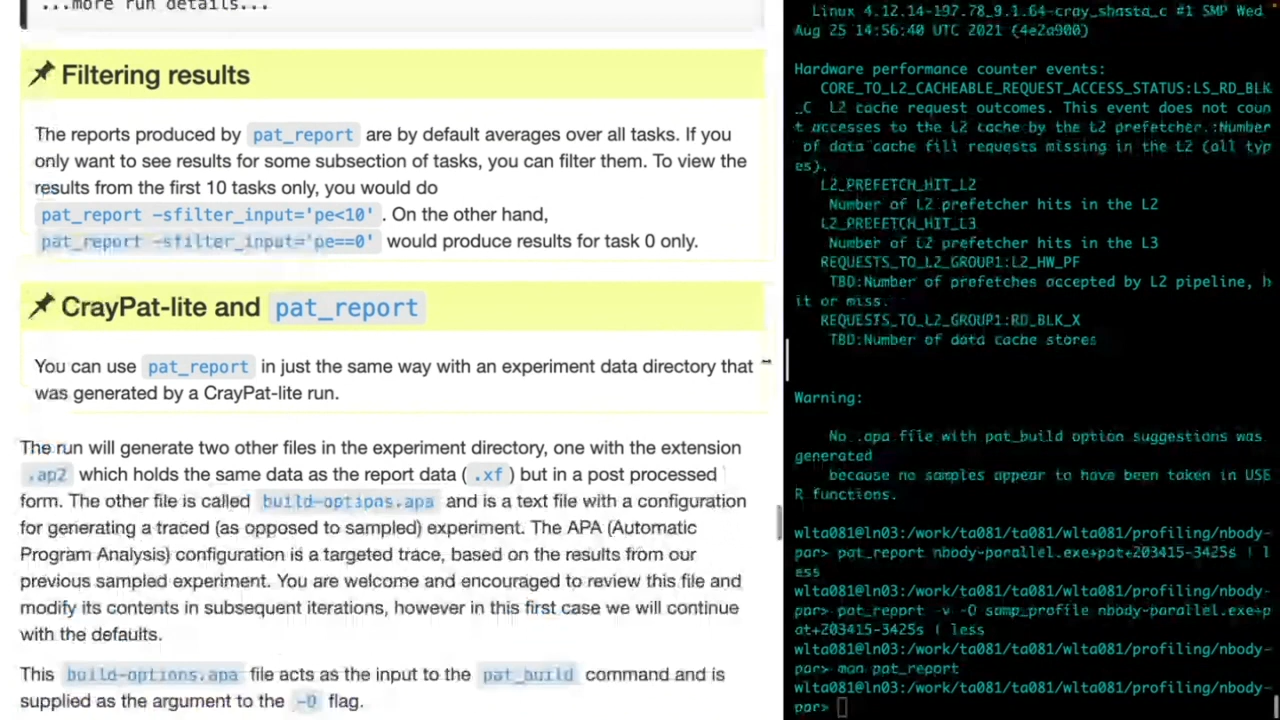 ...more run details...
Filtering results
The reports produced by pat_report are by default averages over all tasks. If you
only want to see results for some subsection of tasks, you can filter them. To view the
results from the first 10 tasks only, you would do
pat_report -sfilter_input='pe<10' . On the other hand,
pat_report -sfilter_input='pe==0' would produce results for task 0 only.
CrayPat-lite and pat_report
You can use pat_report in just the same way with an experiment data directory that
was generated by a CrayPat-lite run.
The run will generate two other files in the experiment directory, one with the extension
.ap2 which holds the same data as the report data ( .xf ) but in a post processed
form. The other file is called build-options.apa and is a text file with a configuration
for generating a traced (as opposed to sampled) experiment. The APA (Automatic
Program Analysis) configuration is a targeted trace, based on the results from our
previous sampled experiment. You are welcome and encouraged to review this file and
modify its contents in subsequent iterations, however in this first case we will continue
with the defaults.
This build-options.apa file acts as the input to the pat_build command and is
supplied as the argument to the -O flag.
Linux 4.12.14-197.78_9.1.64-cray_shasta_c #1 SMP Wed
Aug 25 14:56:40 UTC 2021 (4e2a900)
Hardware performance counter events:
CORE_TO_L2_CACHEABLE_REQUEST_ACCESS_STATUS:LS_RD_BLK
_C L2 cache request outcomes. This event does not coun
t accesses to the L2 cache by the L2 prefetcher.:Number
of data cache fill requests missing in the L2 (all typ
es).
L2_PREFETCH_HIT_L2
Number of L2 prefetcher hits in the L2
L2_PREFETCH_HIT_L3
Number of L2 prefetcher hits in the L3
REQUESTS_TO_L2_GROUP1:L2_HW_PF
TBD:Number of prefetches accepted by L2 pipeline, h
it or miss.
REQUESTS_TO_L2_GROUP1:RD_BLK_X
TBD:Number of data cache stores
Warning:
No .apa file with pat_build option suggestions was
generated
because no samples appear to have been taken in USE
R functions.
wlta081@ln03:/work/ta081/ta081/wlta081/profiling/nbody-
par> pat_report nbody-parallel.exe+pat+203415-3425s | l
ess
wlta081@ln03:/work/ta081/ta081/wlta081/profiling/nbody-
par> pat_report -v -O samp_profile nbody-parallel.exe+p
at+203415-3425s | less
wlta081@ln03:/work/ta081/ta081/wlta081/profiling/nbody-
par> man pat_report
wlta081@ln03:/work/ta081/ta081/wlta081/profiling/nbody-
par>